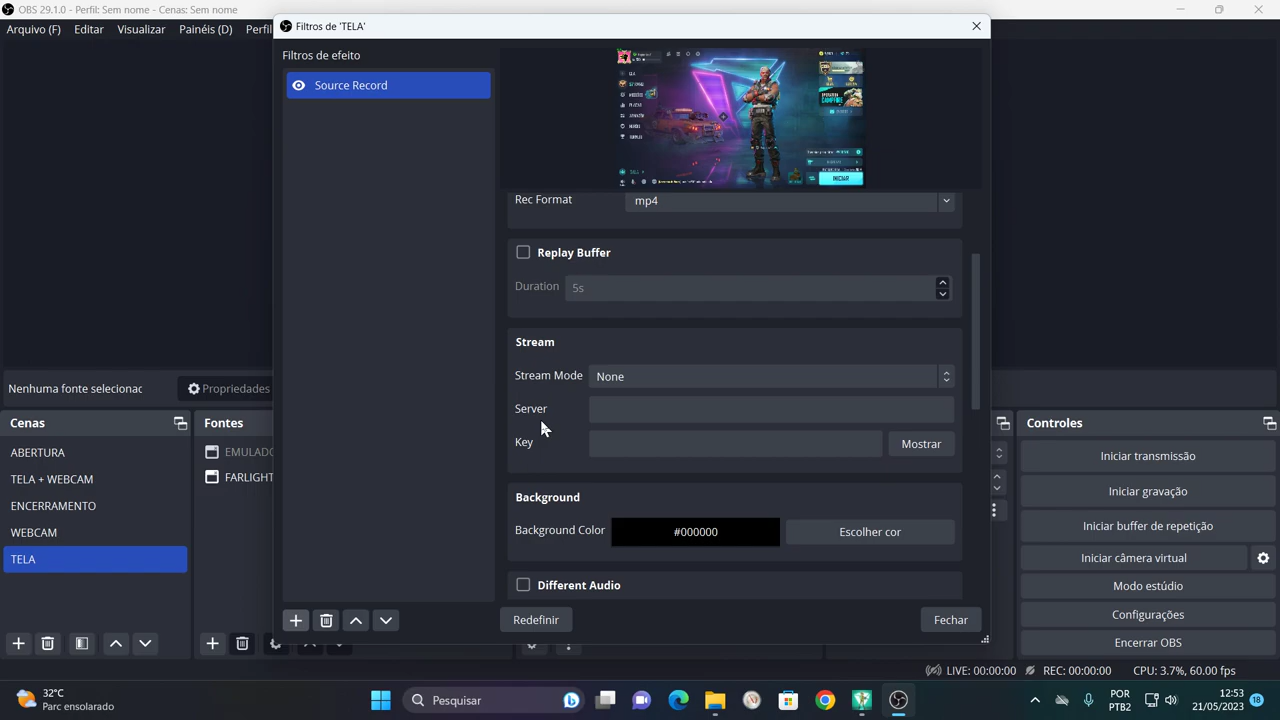 OBS 29.1.0 - Perfil: Sem nome - Cenas: Sem nome
Arquivo (F) Editar Visualizar Painéis (D) Perfil
Filtros de 'TELA'
Filtros de efeito
Source Record
INICIAR
Rec Format mp4
Replay Buffer
Duration 5s
Stream
Stream Mode None
Server
Key Mostrar
Background
Background Color #000000 Escolher cor
Different Audio
Redefinir Fechar
Nenhuma fonte selecionac Propriedades
Cenas
ABERTURA
TELA + WEBCAM
ENCERRAMENTO
WEBCAM
TELA
Fontes
EMULADO
FARLIGHT
Controles
Iniciar transmissão
Iniciar gravação
Iniciar buffer de repetição
Iniciar câmera virtual
Modo estúdio
Configurações
Encerrar OBS
LIVE: 00:00:00 REC: 00:00:00 CPU: 3.7%, 60.00 fps
32°C
Parc ensolarado
Pesquisar
POR
PTB2
12:53
21/05/2023
18